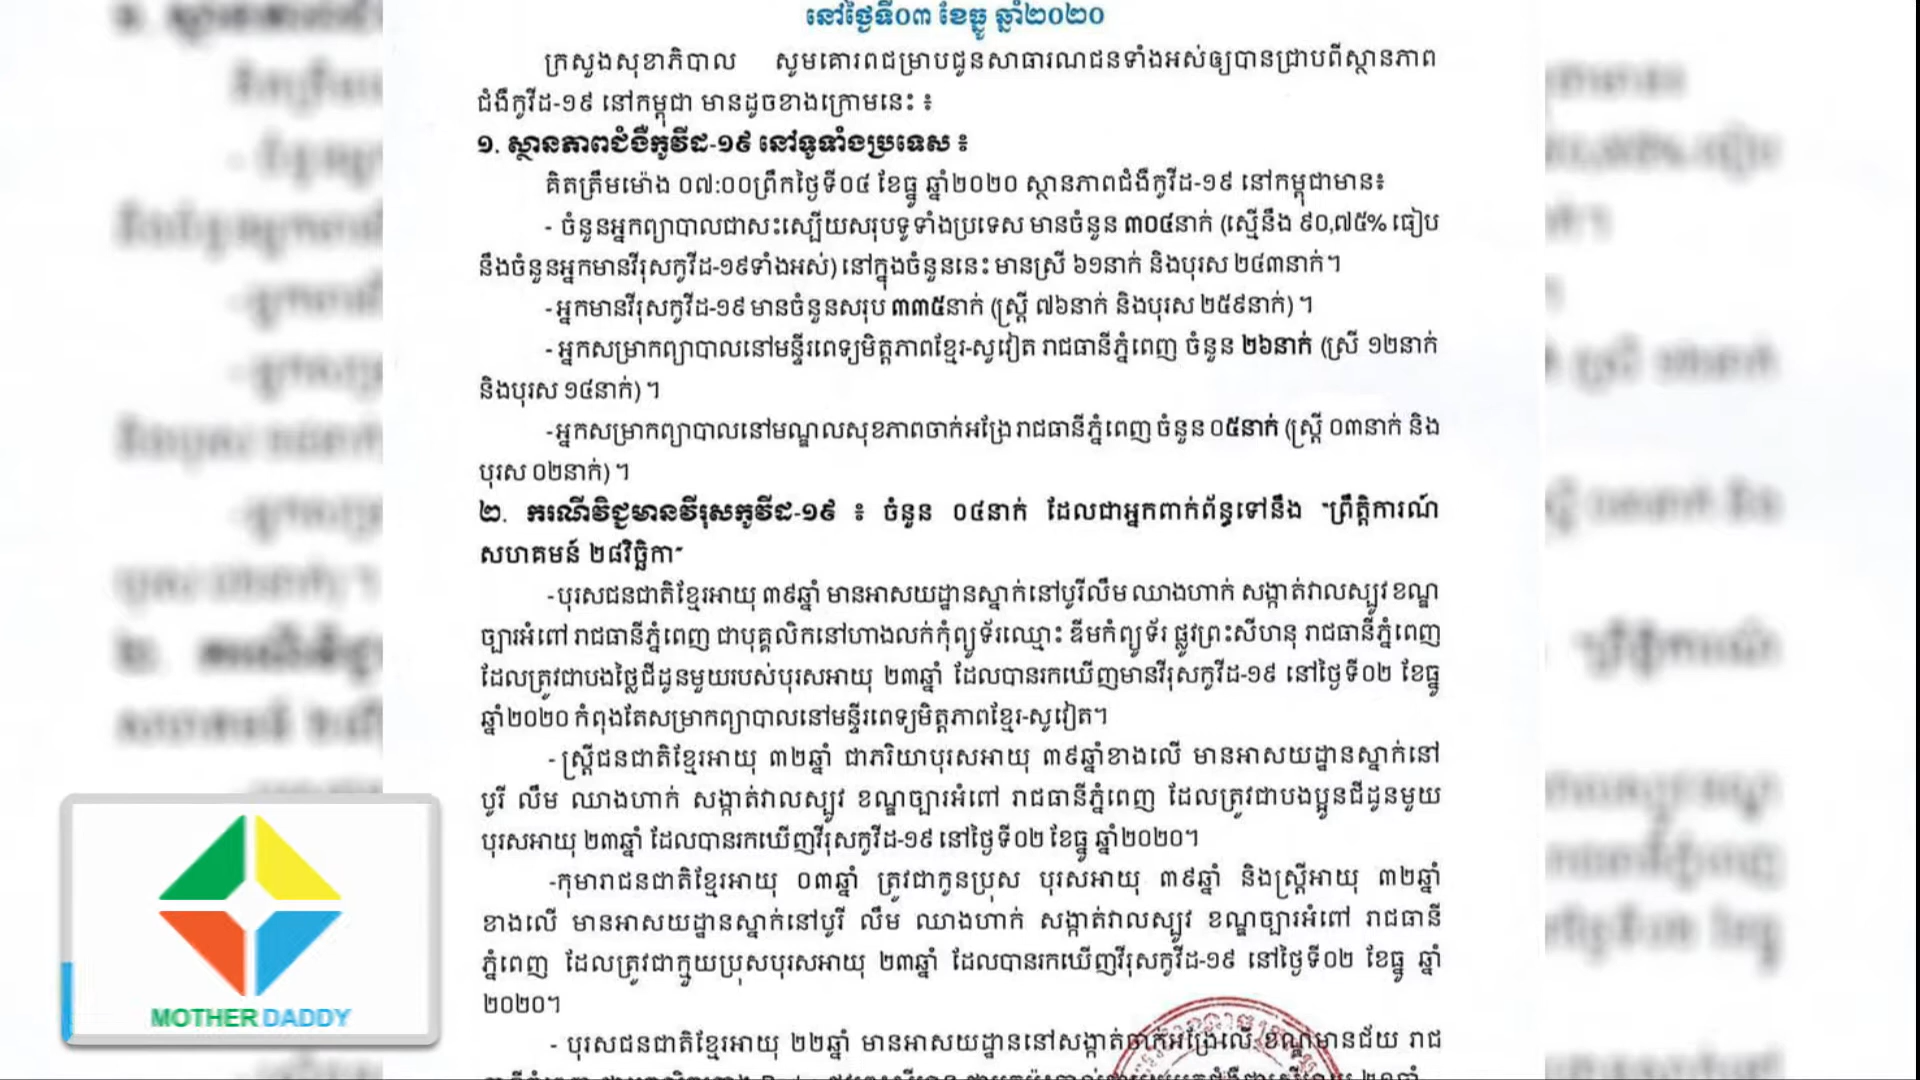 នៅថ្ងៃទី០៣ ខែធ្នូ ឆ្នាំ២០២០
ក្រសួងសុខាភិបាល សូមគោរពជម្រាបជូនសាធារណជនទាំងអស់ឲ្យបានជ្រាបពីស្ថានភាព
ជំងឺកូវីដ-១៩ នៅកម្ពុជា មានដូចខាងក្រោមនេះ ៖
១. ស្ថានភាពជំងឺកូវីដ-១៩ នៅទូទាំងប្រទេស ៖
គិតត្រឹមម៉ោង ០៧:០០ព្រឹកថ្ងៃទី០៤ ខែធ្នូ ឆ្នាំ២០២០ ស្ថានភាពជំងឺកូវីដ-១៩ នៅកម្ពុជាមាន៖
- ចំនួនអ្នកព្យាបាលជាសះស្បើយសរុបទូទាំងប្រទេស មានចំនួន ៣០៤នាក់ (ស្មើនឹង ៩០,៧៥% ធៀប
នឹងចំនួនអ្នកមានវីរុសកូវីដ-១៩ទាំងអស់) នៅក្នុងចំនួននេះ មានស្រី ៦១នាក់ និងបុរស ២៤៣នាក់។
-អ្នកមានវីរុសកូវីដ-១៩ មានចំនួនសរុប ៣៣៥នាក់ (ស្ត្រី ៧៦នាក់ និងបុរស ២៥៩នាក់) ។
- អ្នកសម្រាកព្យាបាលនៅមន្ទីរពេទ្យមិត្តភាពខ្មែរ-សូវៀត រាជធានីភ្នំពេញ ចំនួន ២៦នាក់ (ស្រី ១២នាក់
និងបុរស ១៤នាក់) ។
-អ្នកសម្រាកព្យាបាលនៅមណ្ឌលសុខភាពចាក់អង្រែ រាជធានីភ្នំពេញ ចំនួន ០៥នាក់ (ស្ត្រី ០៣នាក់ និង
បុរស ០២នាក់) ។
២. ករណីវិជ្ជមានវីរុសកូវីដ-១៩ ៖ ចំនួន ០៤នាក់ ដែលជាអ្នកពាក់ព័ន្ធទៅនឹង "ព្រឹត្តិការណ៍
សហគមន៍ ២៨វិច្ឆិកា"
-បុរសជនជាតិខ្មែរអាយុ ៣៩ឆ្នាំ មានអាសយដ្ឋានស្នាក់នៅបូរីលឹម ឈាងហាក់ សង្កាត់វាលស្បូវ ខណ្ឌ
ច្បារអំពៅ រាជធានីភ្នំពេញ ជាបុគ្គលិកនៅហាងលក់កុំព្យូទ័រឈ្មោះ ឌីមកំព្យូទ័រ ផ្លូវព្រះសីហនុ រាជធានីភ្នំពេញ
ដែលត្រូវជាបងថ្លៃជីដូនមួយរបស់បុរសអាយុ ២៣ឆ្នាំ ដែលបានរកឃើញមានវីរុសកូវីដ-១៩ នៅថ្ងៃទី០២ ខែធ្នូ
ឆ្នាំ២០២០ កំពុងតែសម្រាកព្យាបាលនៅមន្ទីរពេទ្យមិត្តភាពខ្មែរ-សូវៀត។
- ស្ត្រីជនជាតិខ្មែរអាយុ ៣២ឆ្នាំ ជាភរិយាបុរសអាយុ ៣៩ឆ្នាំខាងលើ មានអាសយដ្ឋានស្នាក់នៅ
បូរី លឹម ឈាងហាក់ សង្កាត់វាលស្បូវ ខណ្ឌច្បារអំពៅ រាជធានីភ្នំពេញ ដែលត្រូវជាបងប្អូនជីដូនមួយ
បុរសអាយុ ២៣ឆ្នាំ ដែលបានរកឃើញវីរុសកូវីដ-១៩ នៅថ្ងៃទី០២ ខែធ្នូ ឆ្នាំ២០២០។
-កុមារាជនជាតិខ្មែរអាយុ ០៣ឆ្នាំ ត្រូវជាកូនប្រុស បុរសអាយុ ៣៩ឆ្នាំ និងស្ត្រីអាយុ ៣២ឆ្នាំ
ខាងលើ មានអាសយដ្ឋានស្នាក់នៅបូរី លឹម ឈាងហាក់ សង្កាត់វាលស្បូវ ខណ្ឌច្បារអំពៅ រាជធានី
ភ្នំពេញ ដែលត្រូវជាក្មួយប្រុសបុរសអាយុ ២៣ឆ្នាំ ដែលបានរកឃើញវីរុសកូវីដ-១៩ នៅថ្ងៃទី០២ ខែធ្នូ ឆ្នាំ
២០២០។
- បុរសជនជាតិខ្មែរអាយុ ២២ឆ្នាំ មានអាសយដ្ឋាននៅសង្កាត់ចាក់អង្រែលើ ខណ្ឌមានជ័យ រាជ
MOTHER DADDY